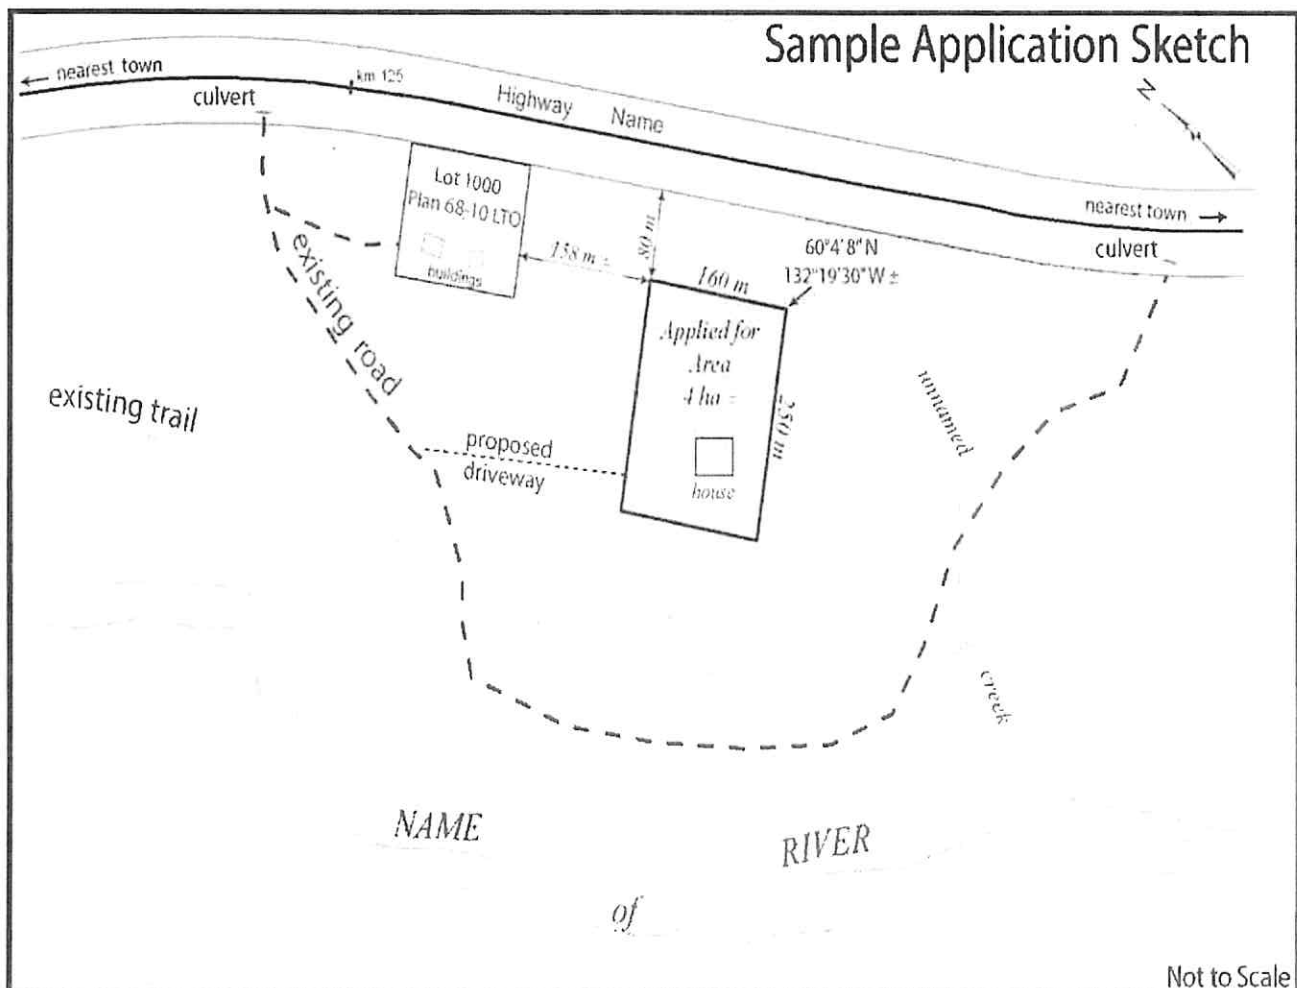 Sample Application Sketch
← nearest town
km 125
culvert
Highway Name
N
Lot 1000
Plan 68-10 LTO
buildings
158 m ±
80 m
160 m
60°4'8" N
132°19'30" W ±
nearest town →
culvert
existing road
Applied for
Area
4 ha ±
250 m
house
unnamed
creek
existing trail
proposed
driveway
NAME
of
RIVER
Not to Scale